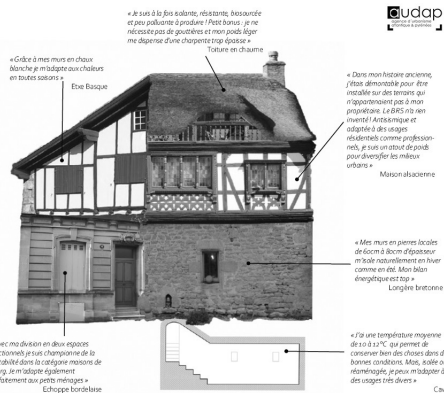 « Je suis à la fois isolante, résistante, biosourcée
et peu polluante à produire ! Petit bonus : je ne
nécessite pas de gouttières et mon poids léger
me dispense d'une charpente trop épaisse »
Toiture en chaume
audap
agence d'urbanisme
atlantique & pyrénées
« Grâce à mes murs en chaux
blanche je m'adapte aux chaleurs
en toutes saisons »
Etxe Basque
« Dans mon histoire ancienne,
j'étais démontable pour être
installée sur des terrains qui
n'appartenaient pas à mon
propriétaire. Le BRS n'a rien
inventé ! Antisismique et
adaptée à des usages
résidentiels comme profession-
nels, je suis un atout de poids
pour diversifier les milieux
urbains »
Maison alsacienne
« Mes murs en pierres locales
de 60cm à 80cm d'épaisseur
m'isole naturellement en hiver
comme en été. Mon bilan
énergétique est top »
Longère bretonne
vec ma division en deux espaces
ctionnels je suis championne de la
tabilité dans la catégorie maisons de
rg. Je m'adapte également
faitement aux petits ménages »
Echoppe bordelaise
« J'ai une température moyenne
de 10 à 12°C qui permet de
conserver bien des choses dans d
bonnes conditions. Mais, isolée o
réaménagée, je peux m'adapter à
des usages très divers »
Cav